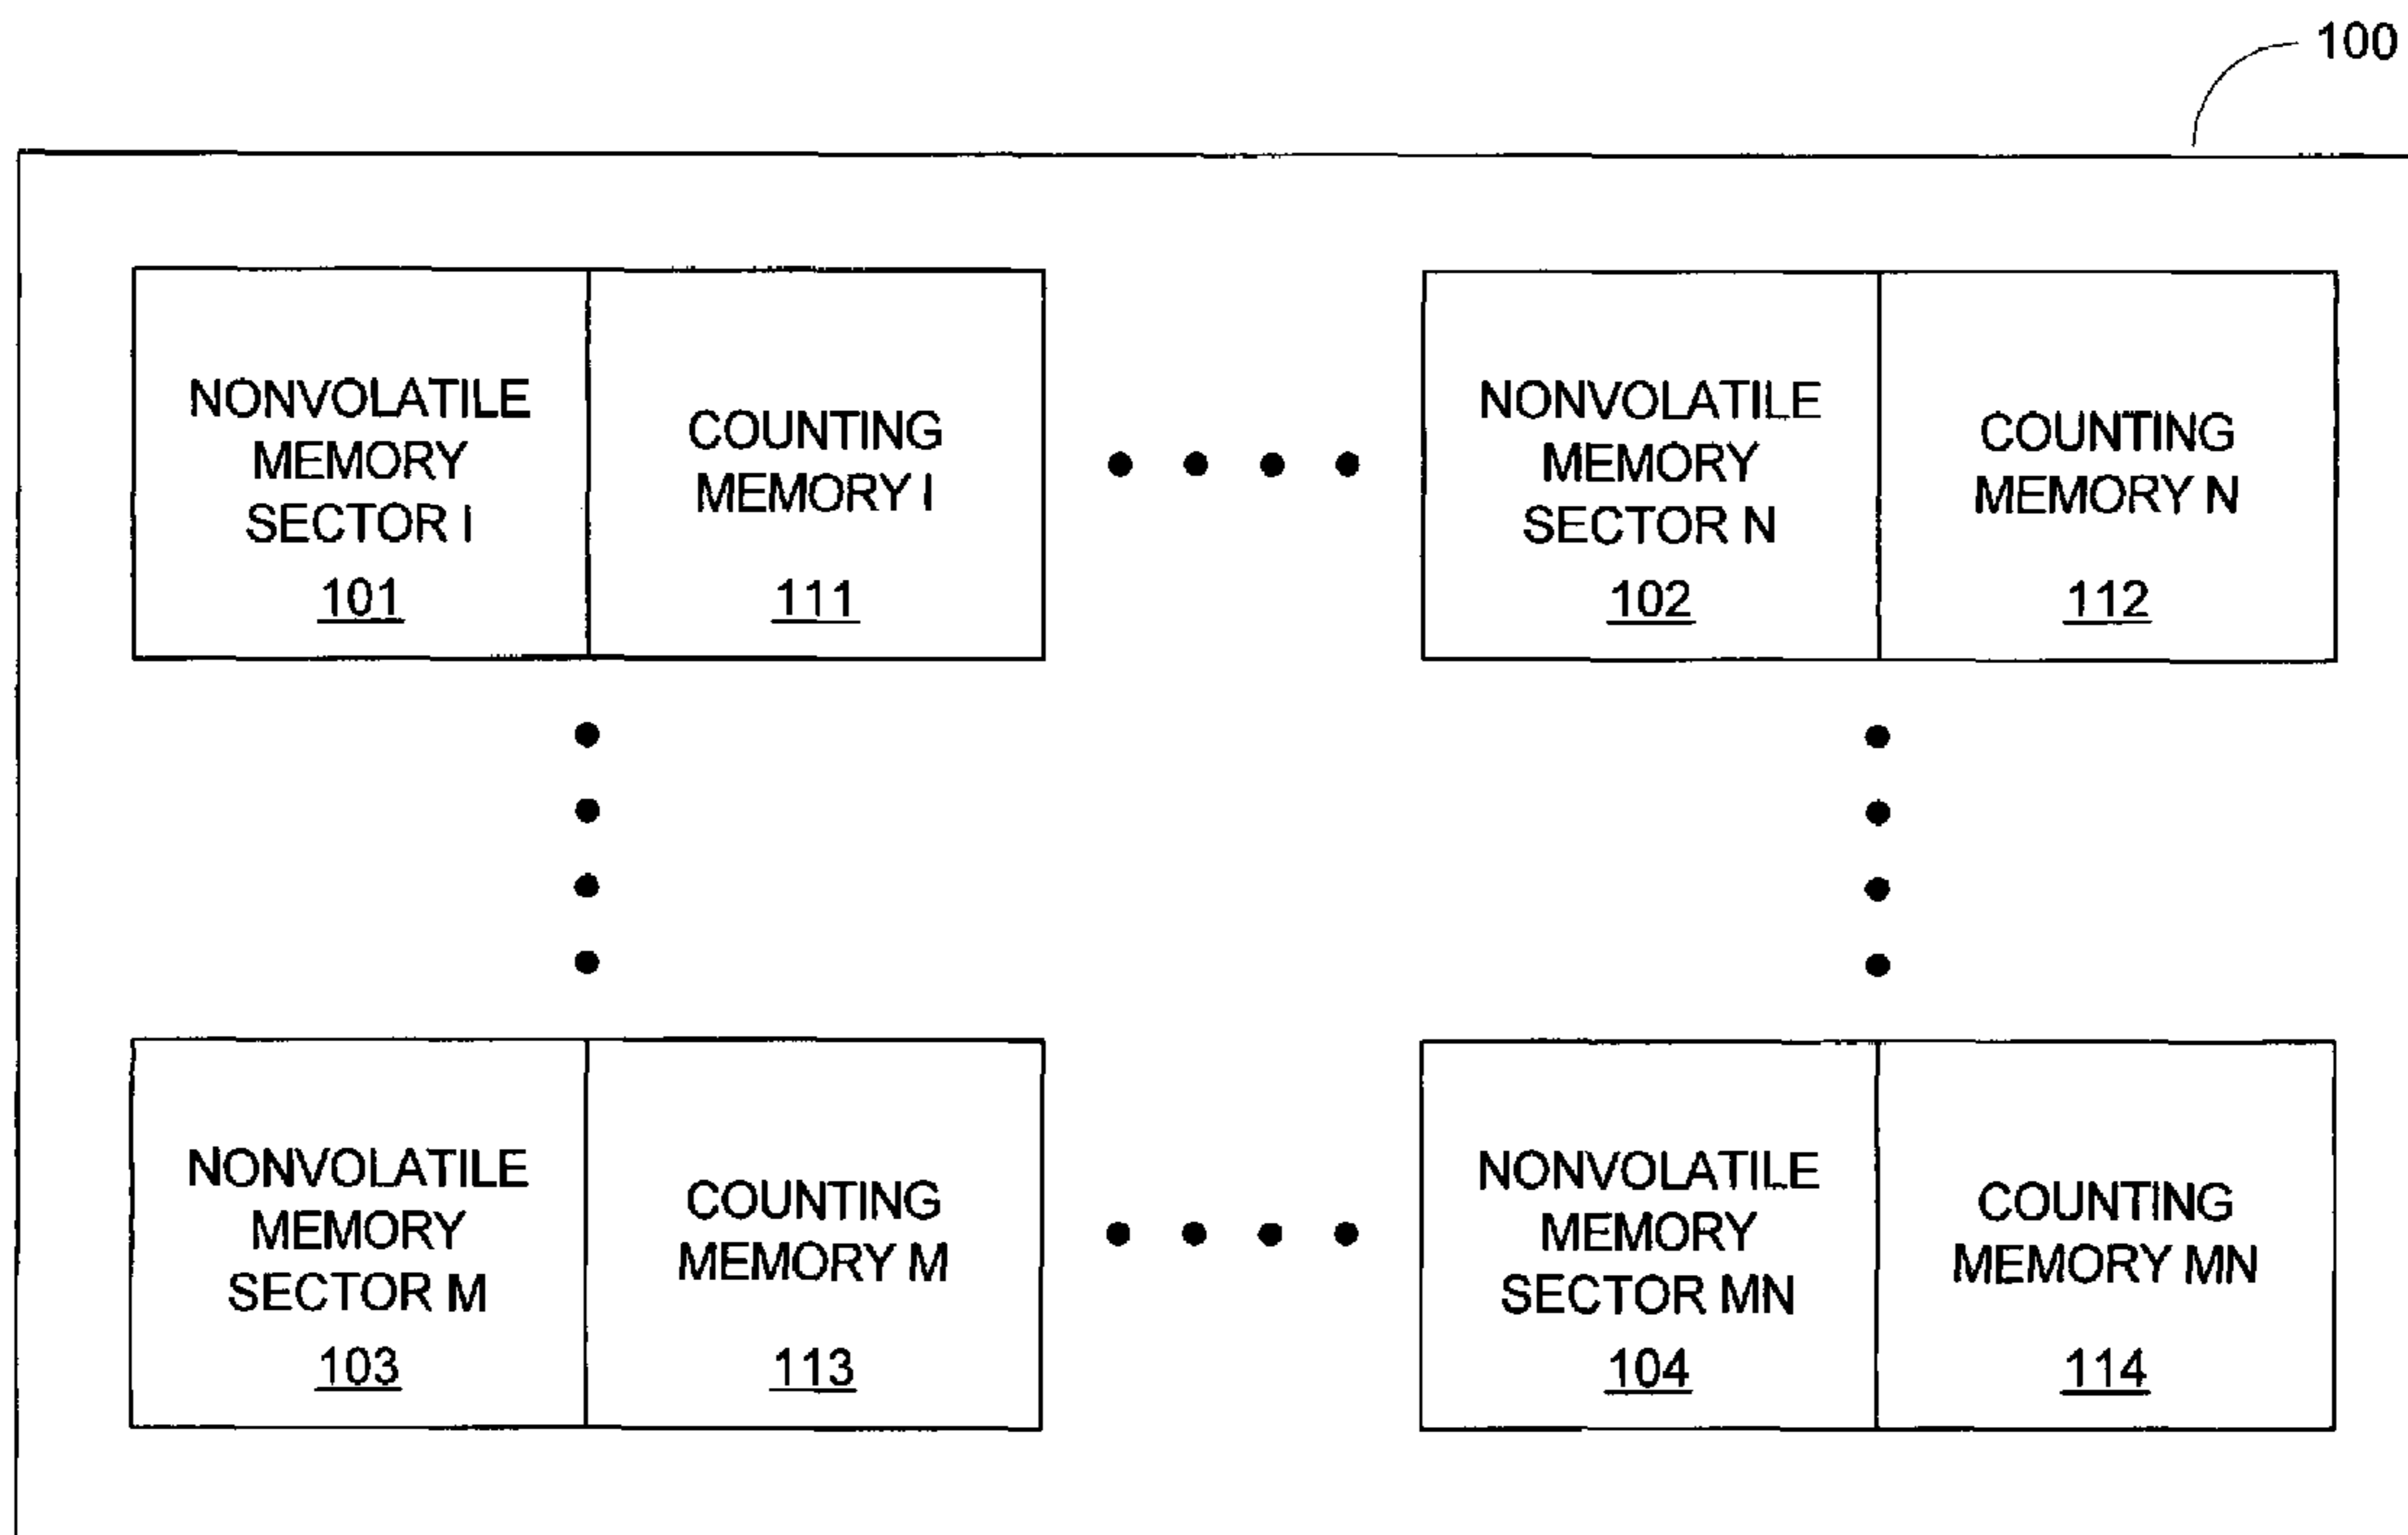 100
NONVOLATILE
MEMORY
SECTOR I
101
COUNTING
MEMORY I
111
NONVOLATILE
MEMORY
SECTOR N
102
COUNTING
MEMORY N
112
NONVOLATILE
MEMORY
SECTOR M
103
COUNTING
MEMORY M
113
NONVOLATILE
MEMORY
SECTOR MN
104
COUNTING
MEMORY MN
114